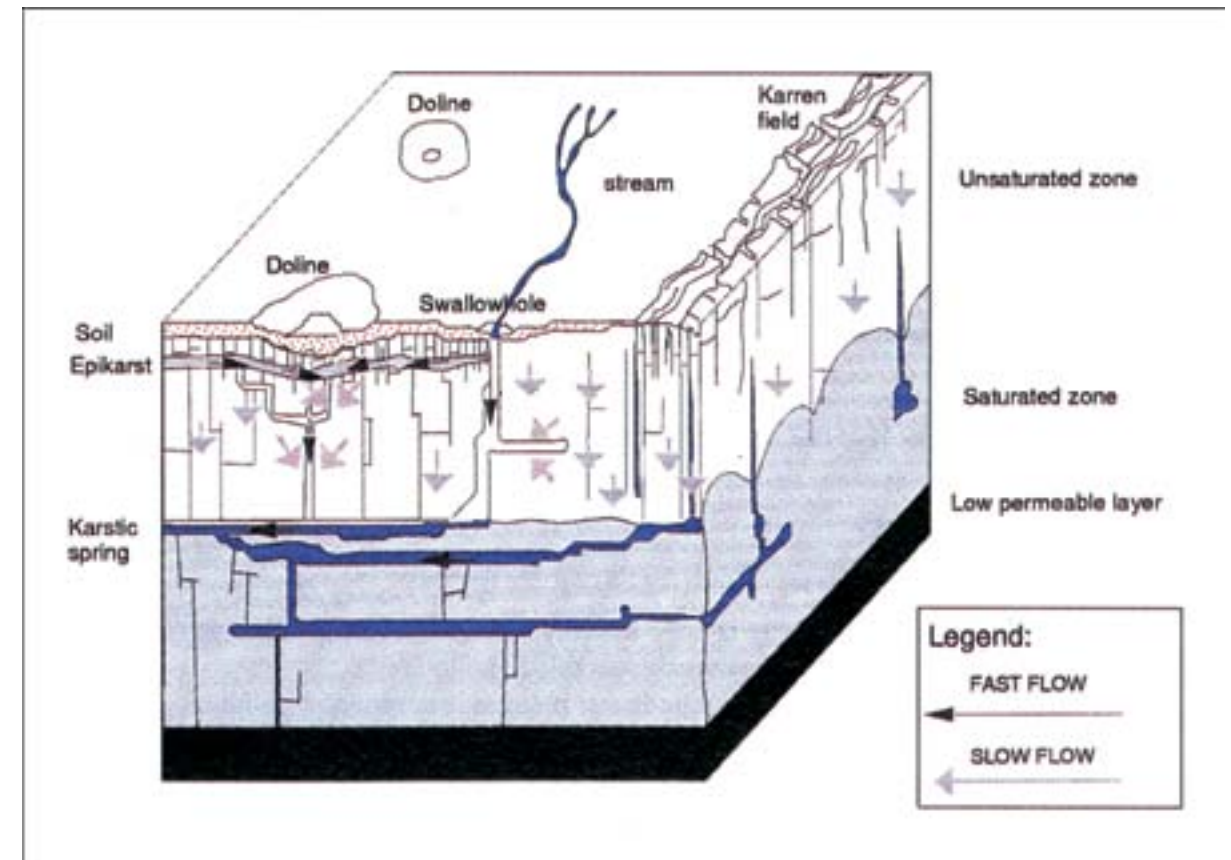 Doline
Karren
field
stream
Unsaturated zone
Doline
Swallowhole
Soil
Epikarst
Saturated zone
Low permeable layer
Karstic
spring
Legend:
FAST FLOW
SLOW FLOW